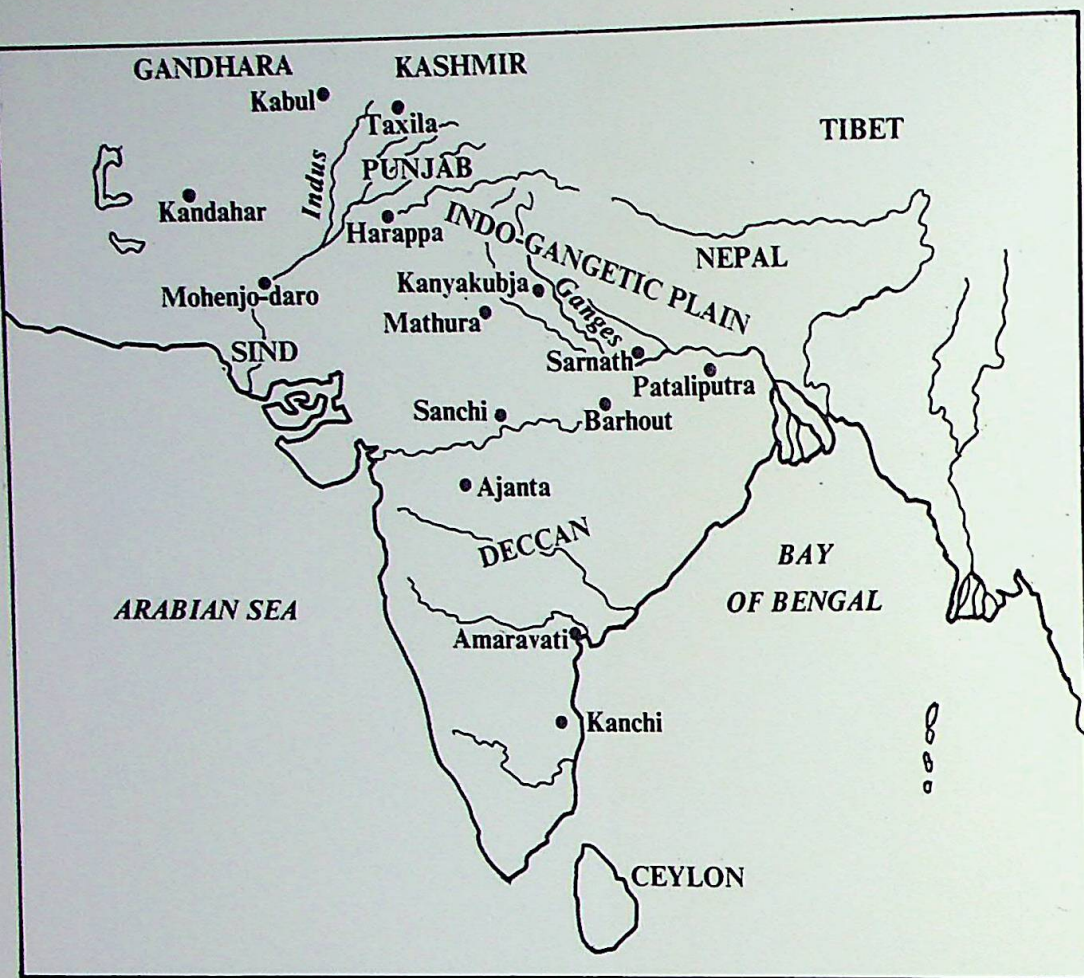 GANDHARA
KASHMIR
Kabul
Taxila
TIBET
Indus
PUNJAB
Kandahar
Harappa
INDO-GANGETIC PLAIN
NEPAL
Mohenjo-daro
Kanyakubja
Ganges
Mathura
SIND
Sarnath
Pataliputra
Sanchi
Barhout
Ajanta
DECCAN
BAY
OF BENGAL
ARABIAN SEA
Amaravati
Kanchi
CEYLON